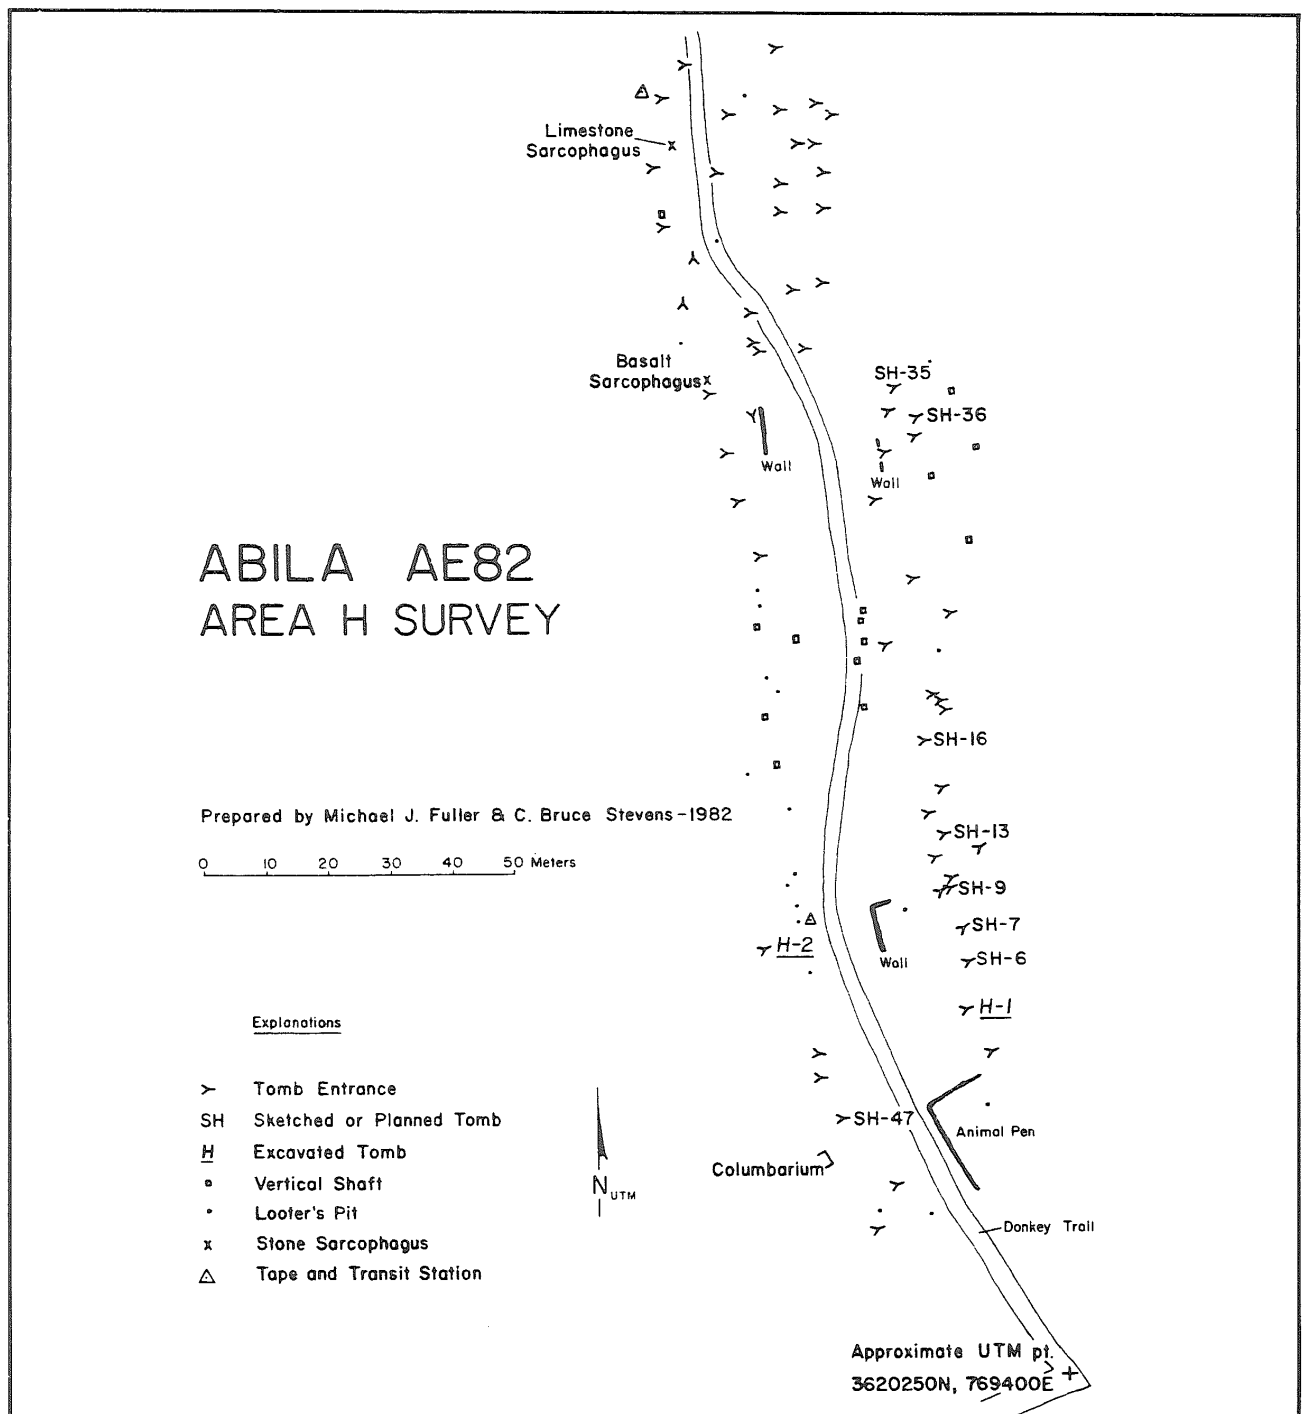 Limestone
Sarcophagus
Basalt
Sarcophagus
SH-35
SH-36
Wall
Wall
ABILA AE82
AREA H SURVEY
SH-16
Prepared by Michael J. Fuller & C. Bruce Stevens-1982
SH-13
0 10 20 30 40 50 Meters
SH-9
SH-7
H-2
SH-6
Wall
H-1
Explanations
Tomb Entrance
SH Sketched or Planned Tomb
SH-47
Animal Pen
H Excavated Tomb
Columbarium
Vertical Shaft
N UTM
Looter's Pit
Donkey Trail
Stone Sarcophagus
Tape and Transit Station
Approximate UTM pt.
3620250N, 769400E